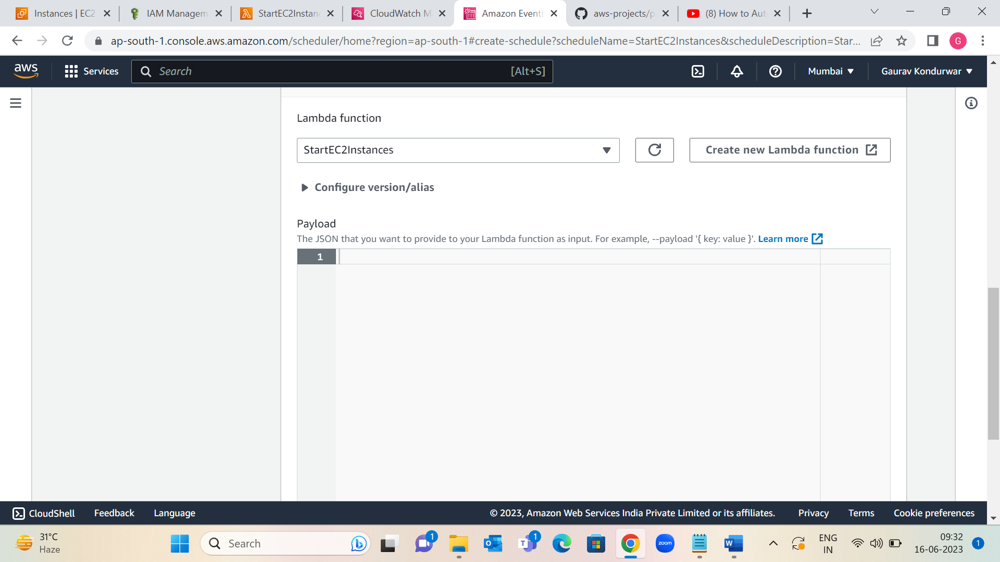 Instances | EC2
IAM Managem
StartEC2Instan
CloudWatch M
Amazon Event
aws-projects/p
(8) How to Aut
ap-south-1.console.aws.amazon.com/scheduler/home?region=ap-south-1#create-schedule?scheduleName=StartEC2Instances&scheduleDescription=Star...
G
aws
Services
Search
[Alt+S]
Mumbai
Gaurav Kondurwar
Lambda function
StartEC2Instances
Create new Lambda function
Configure version/alias
Payload
The JSON that you want to provide to your Lambda function as input. For example, --payload '{ key: value }'. Learn more
1
CloudShell
Feedback
Language
© 2023, Amazon Web Services India Private Limited or its affiliates.
Privacy
Terms
Cookie preferences
31°C
Haze
Search
1
1
zoom
ENG
IN
09:32
16-06-2023
1